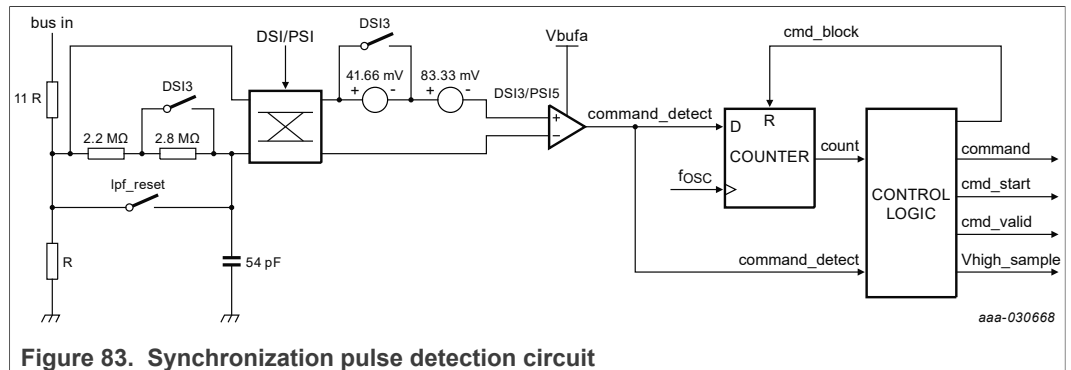 bus in
11 R
DSI3
2.2 MΩ
2.8 MΩ
lpf_reset
R
54 pF
DSI/PSI
DSI3
41.66 mV
83.33 mV
+ -
+ -
DSI3/PSI5
Vbufa
+
−
command_detect
cmd_block
D
R
COUNTER
fOSC
count
CONTROL
LOGIC
command_detect
command
cmd_start
cmd_valid
Vhigh_sample
aaa-030668
Figure 83. Synchronization pulse detection circuit